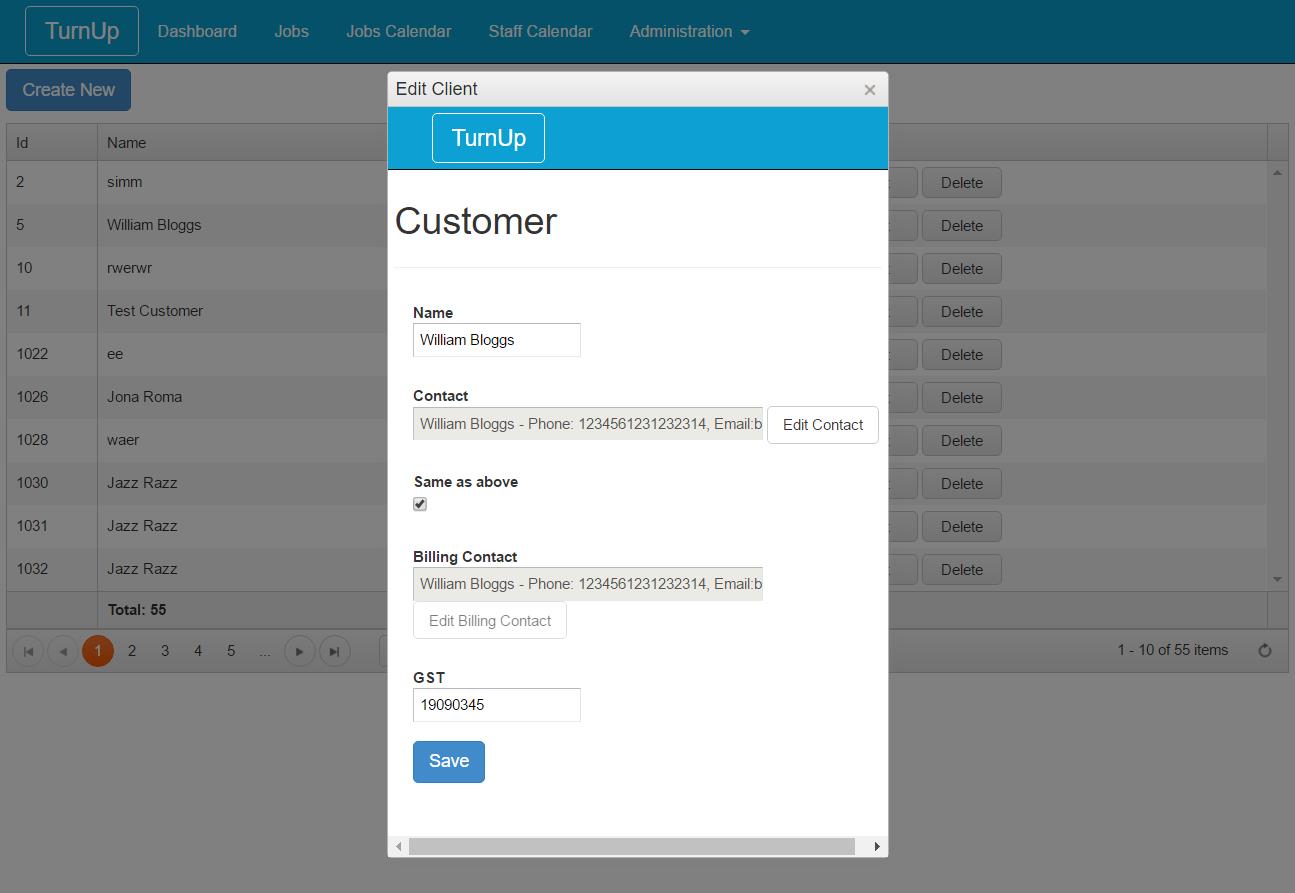 TurnUp Dashboard Jobs Jobs Calendar Staff Calendar Administration
Create New
Id Name
2 simm Delete
5 William Bloggs Delete
10 rwerwr Delete
11 Test Customer Delete
1022 ee Delete
1026 Jona Roma Delete
1028 waer Delete
1030 Jazz Razz Delete
1031 Jazz Razz Delete
1032 Jazz Razz Delete
Total: 55
1 2 3 4 5 ... 1 - 10 of 55 items
Edit Client
TurnUp
Customer
Name
William Bloggs
Contact
William Bloggs - Phone: 1234561231232314, Email:b Edit Contact
Same as above
Billing Contact
William Bloggs - Phone: 1234561231232314, Email:b
Edit Billing Contact
GST
19090345
Save